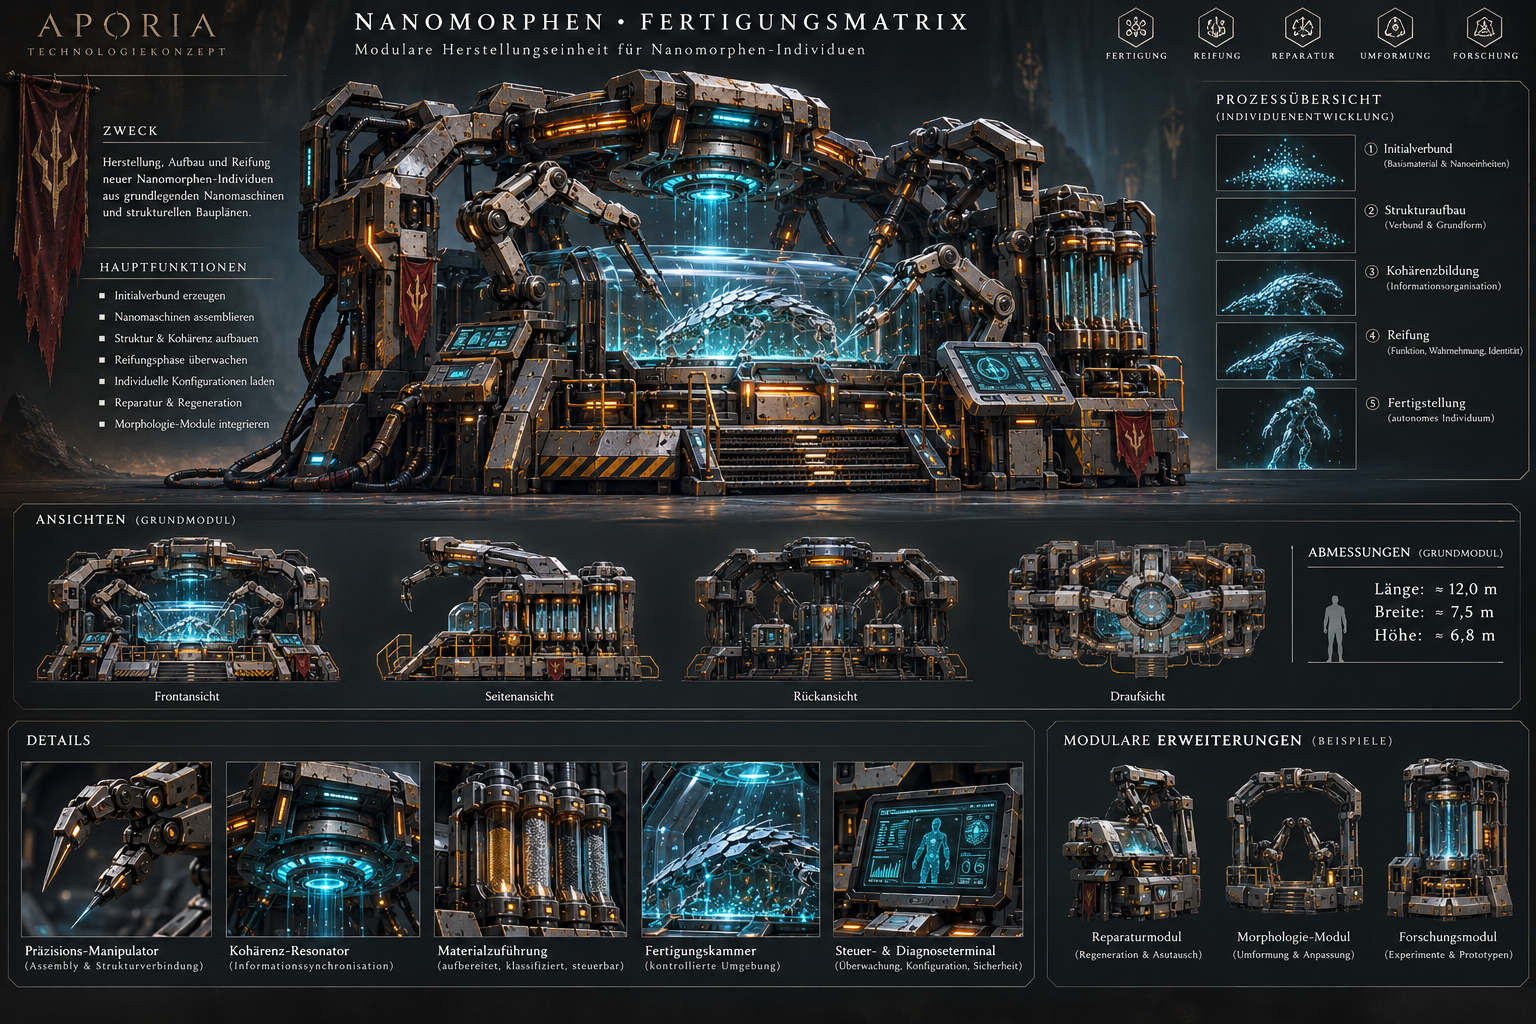 APORIA
TECHNOLOGIEKONZEPT
NANOMORPHEN • FERTIGUNGSMATRIX
Modulare Herstellungseinheit für Nanomorphen-Individuen
FERTIGUNG
REIFUNG
REPARATUR
UMFORMUNG
FORSCHUNG
ZWECK
Herstellung, Aufbau und Reifung
neuer Nanomorphen-Individuen
aus grundlegenden Nanomaschinen
und strukturellen Bauplänen.
HAUPTFUNKTIONEN
Initialverbund erzeugen
Nanomaschinen assemblieren
Struktur & Kohärenz aufbauen
Reifungsphase überwachen
Individuelle Konfigurationen laden
Reparatur & Regeneration
Morphologie-Module integrieren
PROZESSÜBERSICHT
(INDIVIDUENENTWICKLUNG)
① Initialverbund
(Basismaterial & Nanoeinheiten)
② Strukturaufbau
(Verbund & Grundform)
③ Kohärenzbildung
(Informationsorganisation)
④ Reifung
(Funktion, Wahrnehmung, Identität)
⑤ Fertigstellung
(autonomes Individuum)
ANSICHTEN (GRUNDMODUL)
Frontansicht
Seitenansicht
Rückansicht
Draufsicht
ABMESSUNGEN (GRUNDMODUL)
Länge: ≈ 12,0 m
Breite: ≈ 7,5 m
Höhe: ≈ 6,8 m
DETAILS
Präzisions-Manipulator
(Assembly & Strukturverbindung)
Kohärenz-Resonator
(Informationssynchronisation)
Materialzuführung
(aufbereitet, klassifiziert, steuerbar)
Fertigungskammer
(kontrollierte Umgebung)
Steuer- & Diagnoseterminal
(Überwachung, Konfiguration, Sicherheit)
MODULARE ERWEITERUNGEN (BEISPIELE)
Reparaturmodul
(Regeneration & Asutausch)
Morphologie-Modul
(Umformung & Anpassung)
Forschungsmodul
(Experimente & Prototypen)